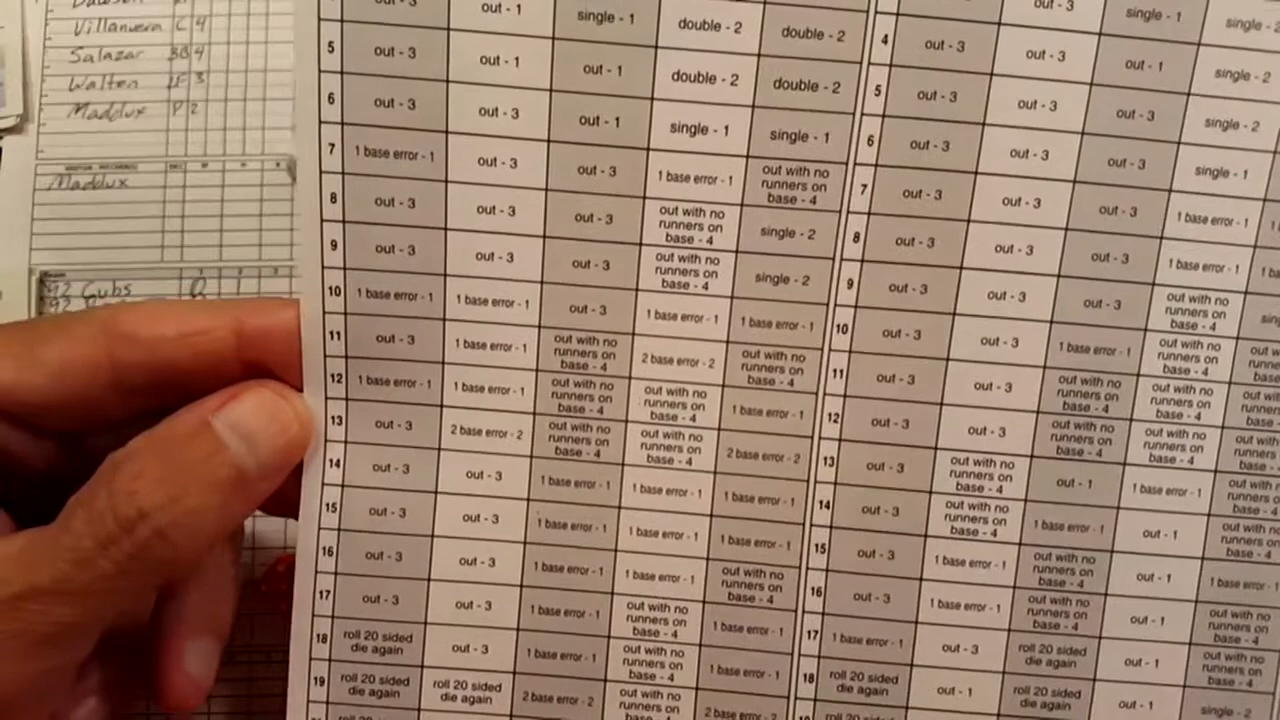 Dawson
Villanueva C 4
Salazar 3B 4
Walton LF 3
Maddux P 2
Maddux
92 Cubs 0 1
out - 3 out - 1 single - 1 double - 2 double - 2
5 out - 3 out - 1 out - 1 double - 2 double - 2
6 out - 3 out - 3 out - 1 single - 1 single - 1
7 1 base error - 1 out - 3 out - 3 1 base error - 1 out with no runners on base - 4
8 out - 3 out - 3 out - 3 out with no runners on base - 4 single - 2
9 out - 3 out - 3 out - 3 out with no runners on base - 4 single - 2
10 1 base error - 1 1 base error - 1 out - 3 1 base error - 1 1 base error - 1
11 out - 3 1 base error - 1 out with no runners on base - 4 2 base error - 2 out with no runners on base - 4
12 1 base error - 1 1 base error - 1 out with no runners on base - 4 out with no runners on base - 4 1 base error - 1
13 out - 3 2 base error - 2 out with no runners on base - 4 out with no runners on base - 4 2 base error - 2
14 out - 3 out - 3 1 base error - 1 1 base error - 1 1 base error - 1
15 out - 3 out - 3 1 base error - 1 1 base error - 1 1 base error - 1
16 out - 3 out - 3 1 base error - 1 1 base error - 1 out with no runners on base - 4
17 out - 3 out - 3 1 base error - 1 out with no runners on base - 4 1 base error - 1
18 roll 20 sided die again out - 3 1 base error - 1 out with no runners on base - 4 1 base error - 1
19 roll 20 sided die again roll 20 sided die again 2 base error - 2 out with no runners on base - 4 2 base error - 2
out - 3 single - 1 single - 2
4 out - 3 out - 3 out - 1 single - 2
5 out - 3 out - 3 out - 3 single - 2
6 out - 3 out - 3 out - 3 single - 1
7 out - 3 out - 3 out - 3 1 base error - 1
8 out - 3 out - 3 out - 3 1 base error - 1 1 ba
9 out - 3 out - 3 out - 3 out with no runners on base - 4
10 out - 3 out - 3 1 base error - 1 out with no runners on base - 4
11 out - 3 out - 3 out with no runners on base - 4 out with no runners on base - 4
12 out - 3 out - 3 out with no runners on base - 4 out with no runners on base - 4
13 out - 3 out with no runners on base - 4 out - 1 1 base error - 1 out with no runners on base - 4
14 out - 3 out with no runners on base - 4 1 base error - 1 out - 1 out with no runners on base - 4
15 out - 3 1 base error - 1 out with no runners on base - 4 out - 1 1 base error -
16 out - 3 1 base error - 1 out with no runners on base - 4 out - 1 out with no runners on base - 4
17 1 base error - 1 out - 3 roll 20 sided die again out - 1 out with no runners on base - 4
18 roll 20 sided die again out - 1 roll 20 sided die again out - 1 single - 2